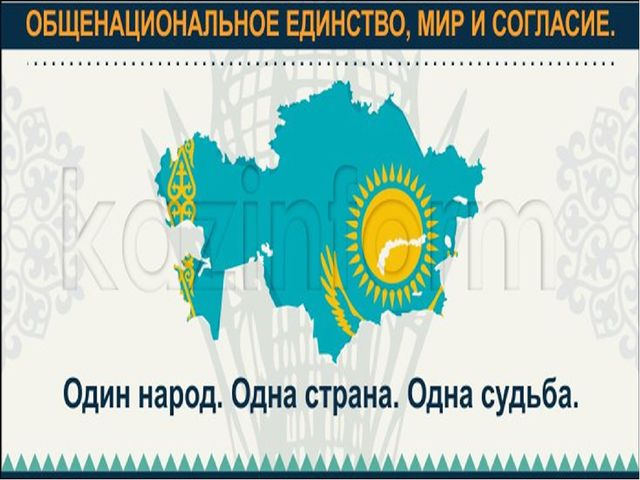 ОБЩЕНАЦИОНАЛЬНОЕ ЕДИНСТВО, МИР И СОГЛАСИЕ.
kazinform
Один народ. Одна страна. Одна судьба.